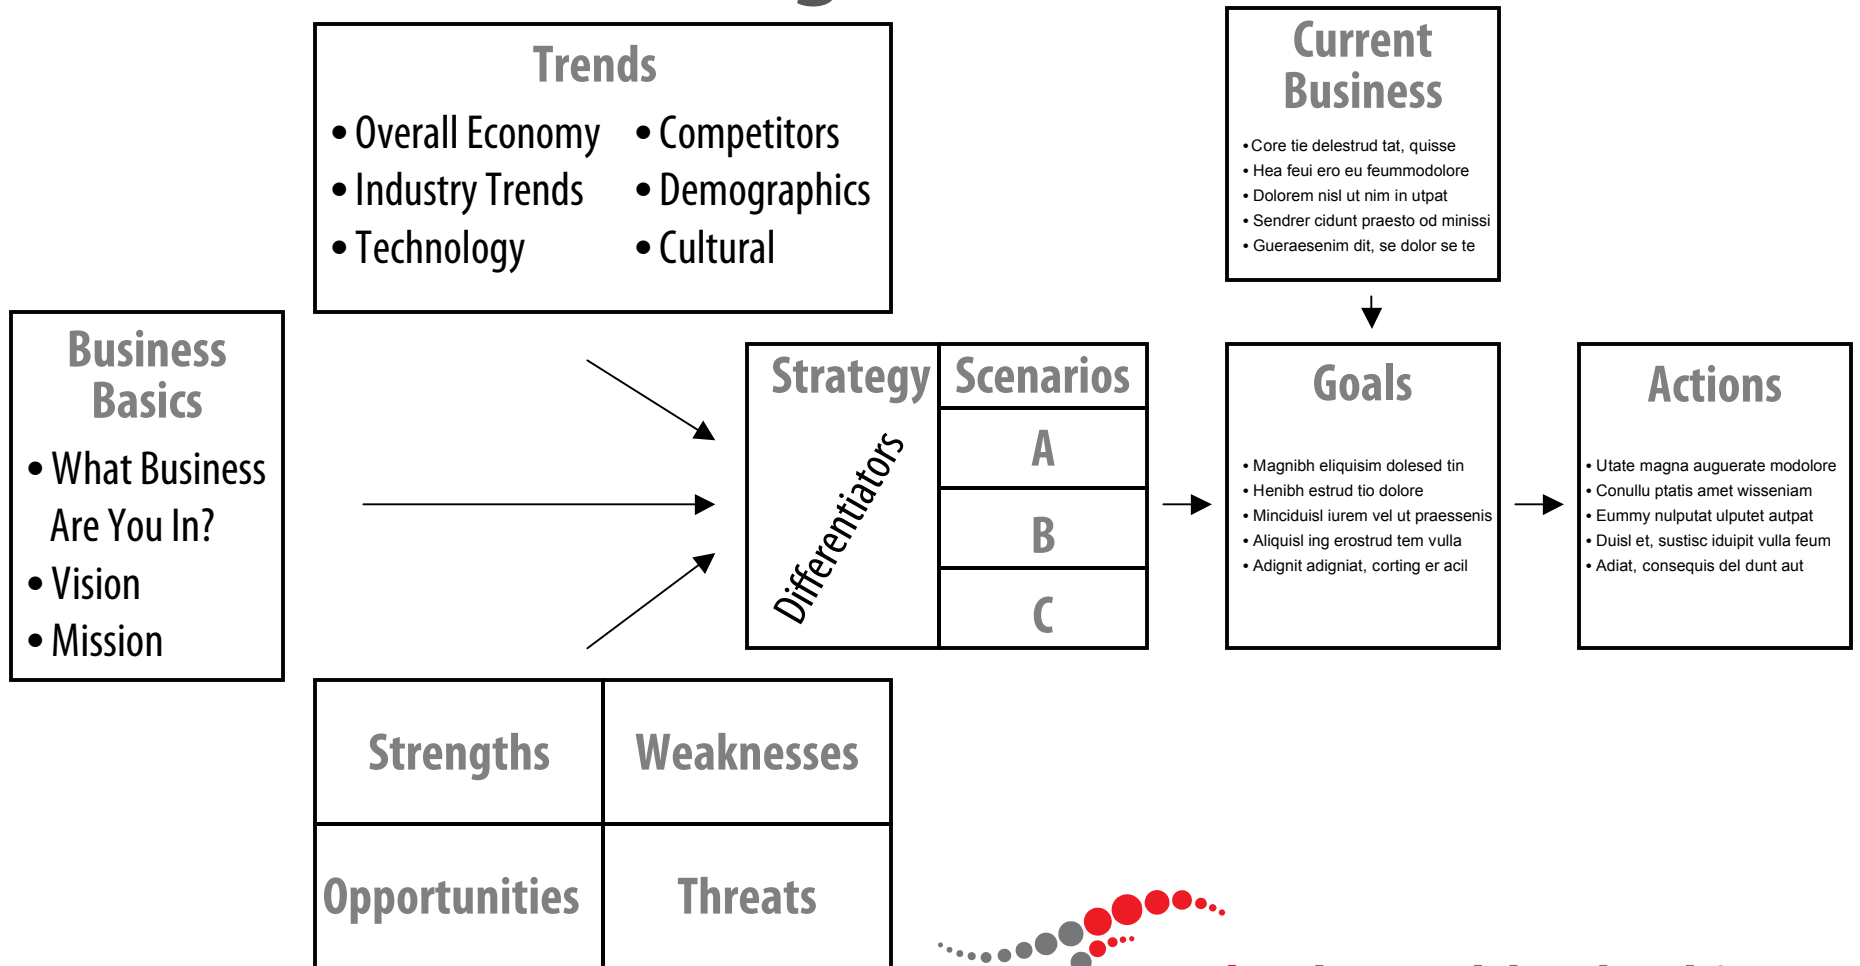 Trends
• Overall Economy
• Industry Trends
• Technology
• Competitors
• Demographics
• Cultural
Current
Business
• Core tie delestrud tat, quisse
• Hea feui ero eu feummodolore
• Dolorem nisl ut nim in utpat
• Sendrer cidunt praesto od minissi
• Gueraesenim dit, se dolor se te
Business
Basics
• What Business
Are You In?
• Vision
• Mission
Strategy
Differentiators
Scenarios
A
B
C
Goals
• Magnibh eliquisim dolesed tin
• Henibh estrud tio dolore
• Minciduisl iurem vel ut praessenis
• Aliquisl ing erostrud tem vulla
• Adignit adigniat, corting er acil
Actions
• Utate magna auguerate modolore
• Conullu ptatis amet wisseniam
• Eummy nulputat ulputet autpat
• Duisl et, sustisc iduipit vulla feum
• Adiat, consequis del dunt aut
Strengths
Weaknesses
Opportunities
Threats